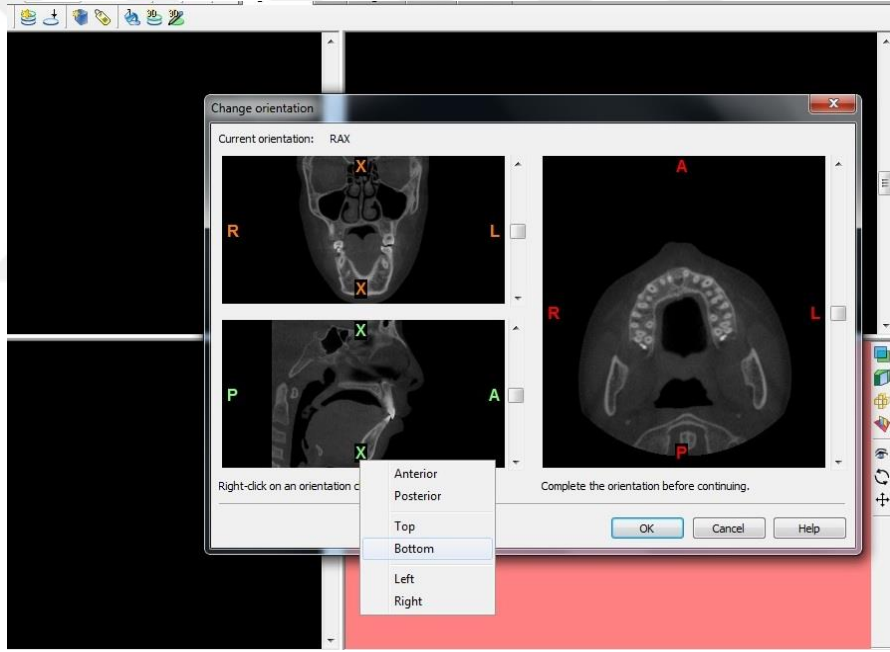 Change orientation
Current orientation: RAX
X
R L
X
X
P A
X
A
R L
P
Right-click on an orientation c
Complete the orientation before continuing.
Anterior
Posterior
Top
Bottom
Left
Right
OK Cancel Help